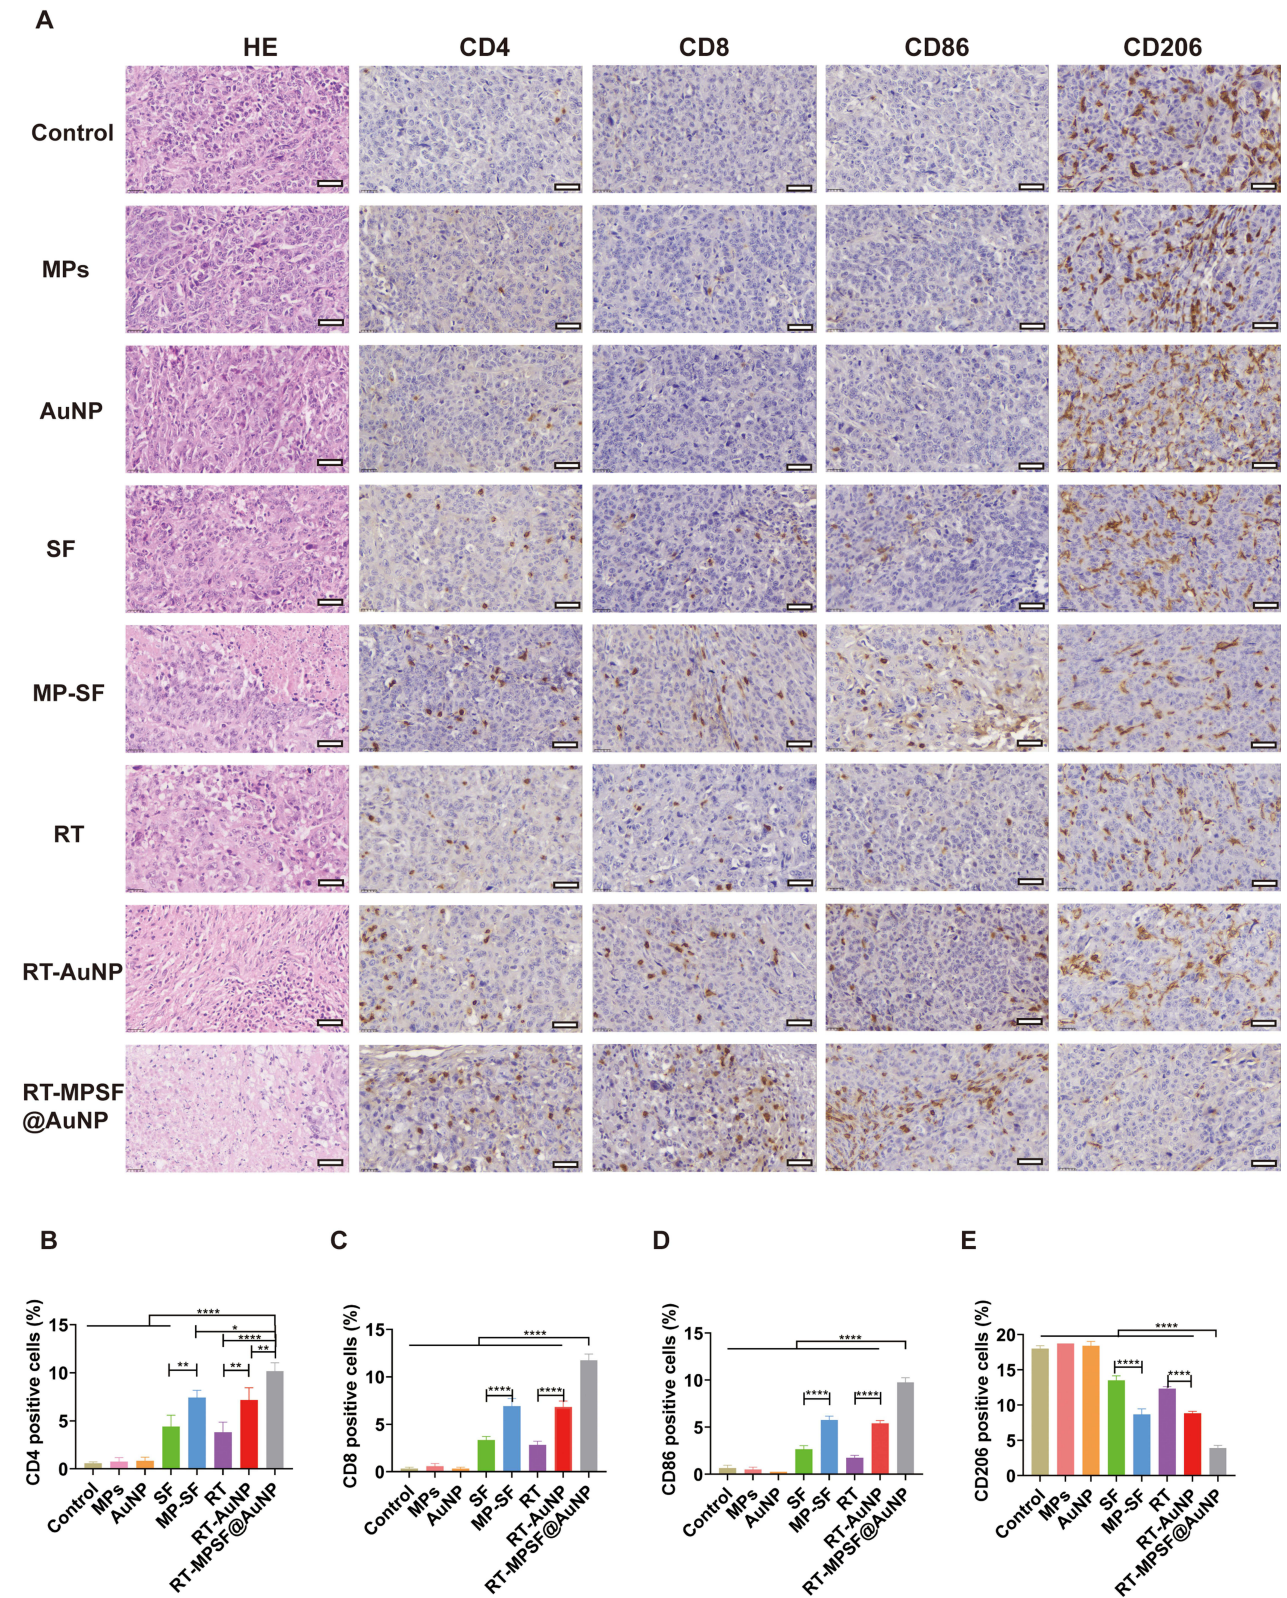 A
HE CD4 CD8 CD86 CD206
Control
MPs
AuNP
SF
MP-SF
RT
RT-AuNP
RT-MPSF
@AuNP
B
CD4 positive cells (%)
15
10
5
0
****
*
****
**
**
**
Control MPs AuNP SF MP-SF RT RT-AuNP RT-MPSF@AuNP
C
CD8 positive cells (%)
15
10
5
0
****
****
****
Control MPs AuNP SF MP-SF RT RT-AuNP RT-MPSF@AuNP
D
CD86 positive cells (%)
15
10
5
0
****
****
****
Control MPs AuNP SF MP-SF RT RT-AuNP RT-MPSF@AuNP
E
CD206 positive cells (%)
20
15
10
5
0
****
****
****
Control MPs AuNP SF MP-SF RT RT-AuNP RT-MPSF@AuNP